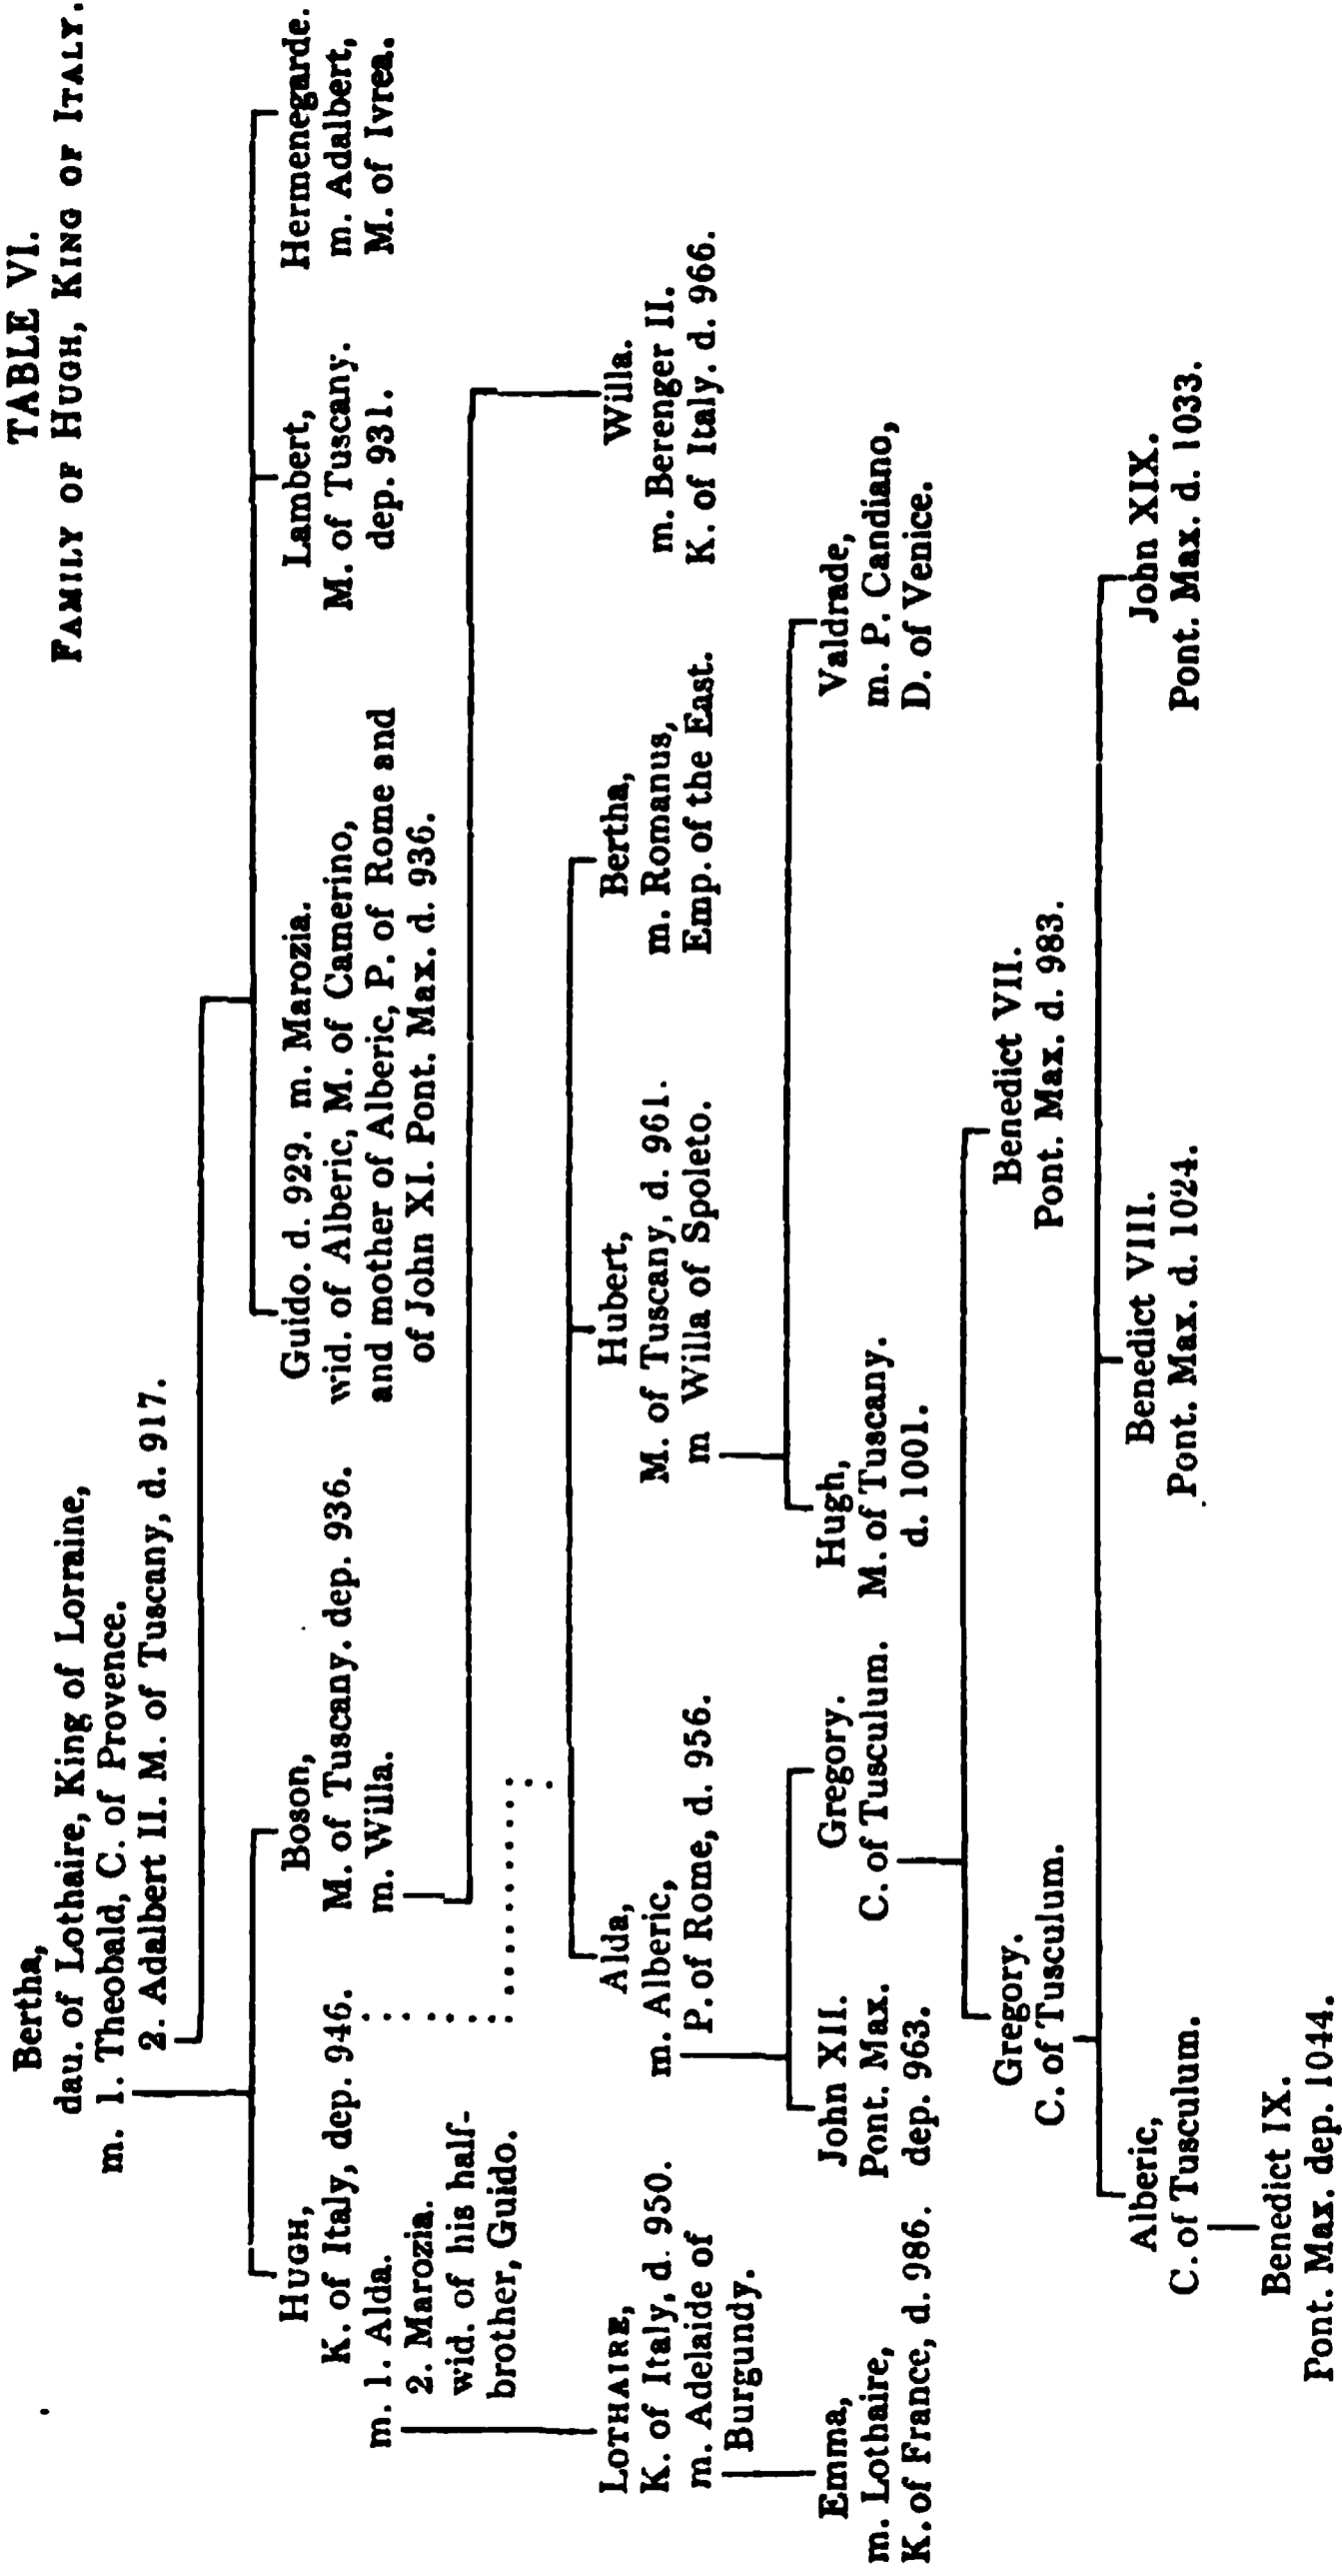 TABLE VI.
FAMILY OF HUGH, KING OF ITALY.
Bertha,
dau. of Lothaire, King of Lorraine,
m. 1. Theobald, C. of Provence.
2. Adalbert II. M. of Tuscany, d. 917.
HUGH,
K. of Italy, dep. 946.
m. 1. Alda.
2. Marozia.
wid. of his half-
brother, Guido.
Boson,
M. of Tuscany. dep. 936.
m. Willa.
Guido. d. 929. m. Marozia.
wid. of Alberic, M. of Camerino,
and mother of Alberic, P. of Rome and
of John XI. Pont. Max. d. 936.
Lambert,
M. of Tuscany.
dep. 931.
Hermenegarde.
m. Adalbert,
M. of Ivrea.
LOTHAIRE,
K. of Italy, d. 950.
m. Adelaide of
Burgundy.
Alda,
m. Alberic,
P. of Rome, d. 956.
Hubert,
M. of Tuscany, d. 961.
m Willa of Spoleto.
Bertha,
m. Romanus,
Emp. of the East.
Willa.
m. Berenger II.
K. of Italy. d. 966.
Emma,
m. Lothaire,
K. of France, d. 986.
John XII.
Pont. Max.
dep. 963.
Gregory.
C. of Tusculum.
Hugh,
M. of Tuscany.
d. 1001.
Valdrade,
m. P. Candiano,
D. of Venice.
Gregory.
C. of Tusculum.
Benedict VII.
Pont. Max. d. 983.
Alberic,
C. of Tusculum.
Benedict VIII.
Pont. Max. d. 1024.
John XIX.
Pont. Max. d. 1033.
Benedict IX.
Pont. Max. dep. 1044.